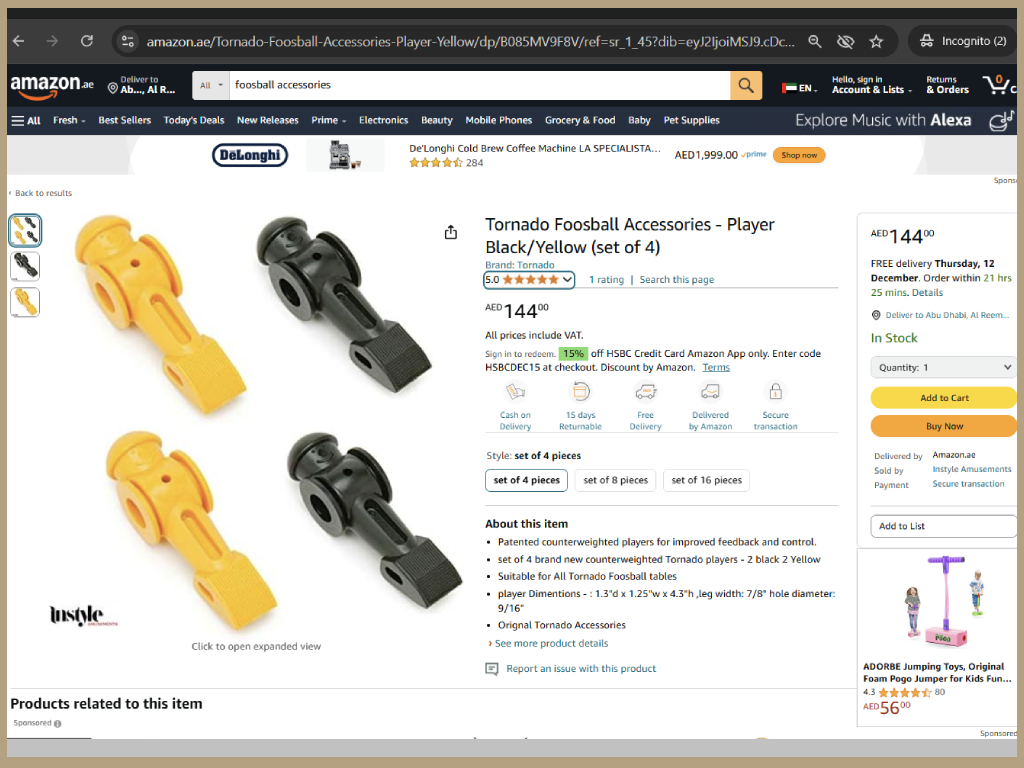 amazon.ae/Tornado-Foosball-Accessories-Player-Yellow/dp/B085MV9F8V/ref=sr_1_45?dib=eyJ2IjoiMSJ9.cDc...
Incognito (2)
amazon.ae
Deliver to
Ab..., Al R...
All
foosball accessories
EN
Hello, sign in
Account & Lists
Returns
& Orders
0
C
All
Fresh
Best Sellers
Today's Deals
New Releases
Prime
Electronics
Beauty
Mobile Phones
Grocery & Food
Baby
Pet Supplies
Explore Music with Alexa
DeLonghi
De'Longhi Cold Brew Coffee Machine LA SPECIALISTA...
284
AED1,999.00 prime
Shop now
Spons
‹ Back to results
Tornado Foosball Accessories - Player
Black/Yellow (set of 4)
Brand: Tornado
5.0
1 rating | Search this page
AED 144 00
All prices include VAT.
Sign in to redeem. 15% off HSBC Credit Card Amazon App only. Enter code
HSBCDEC15 at checkout. Discount by Amazon. Terms
Cash on
Delivery
15 days
Returnable
Free
Delivery
Delivered
by Amazon
Secure
transaction
Style: set of 4 pieces
set of 4 pieces
set of 8 pieces
set of 16 pieces
About this item
• Patented counterweighted players for improved feedback and control.
• set of 4 brand new counterweighted Tornado players - 2 black 2 Yellow
• Suitable for All Tornado Foosball tables
• player Dimentions - : 1.3"d x 1.25"w x 4.3"h ,leg width: 7/8" hole diameter:
9/16"
• Orignal Tornado Accessories
› See more product details
Report an issue with this product
instyle
AMUSEMENTS
Click to open expanded view
AED 144 00
FREE delivery Thursday, 12
December. Order within 21 hrs
25 mins. Details
Deliver to Abu Dhabi, Al Reem...
In Stock
Quantity: 1
Add to Cart
Buy Now
Delivered by Amazon.ae
Sold by Instyle Amusements
Payment Secure transaction
Add to List
POGO
ADORBE Jumping Toys, Original
Foam Pogo Jumper for Kids Fun...
4.3 80
AED 56 00
Sponsored
Products related to this item
Sponsored